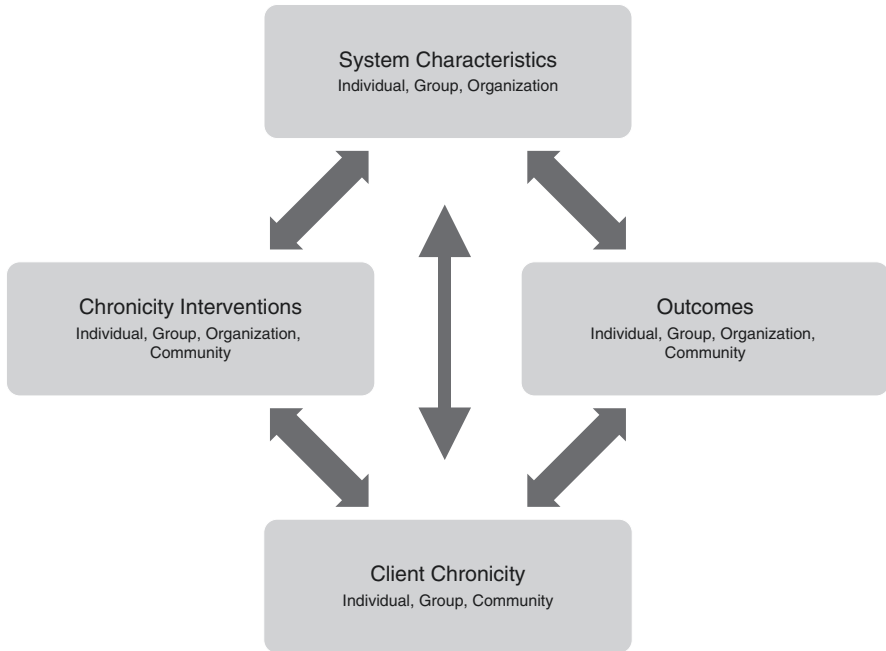 System Characteristics
Individual, Group, Organization
Chronicity Interventions
Individual, Group, Organization,
Community
Outcomes
Individual, Group, Organization,
Community
Client Chronicity
Individual, Group, Community